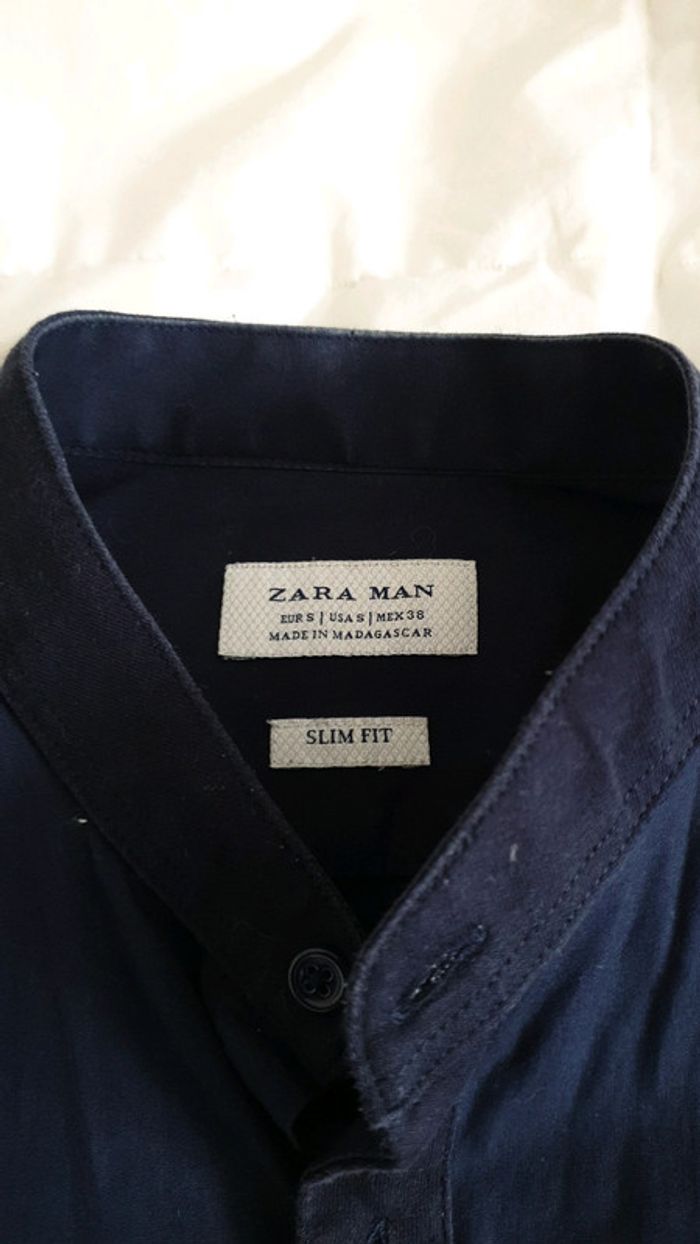 ZARA MAN
EUR S | USA S | MEX 38
MADE IN MADAGASCAR
SLIM FIT